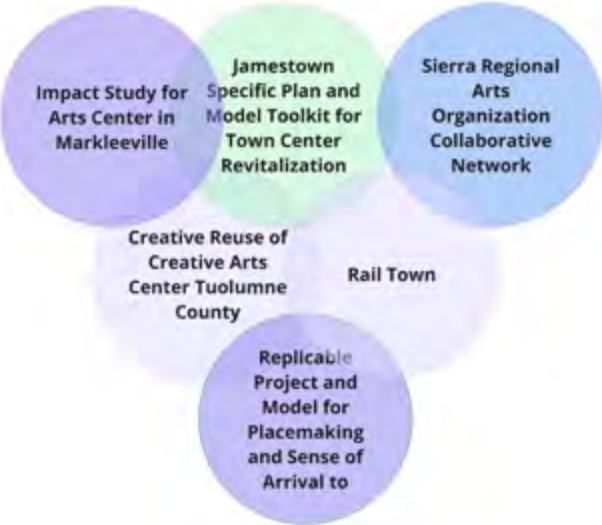 Impact Study for
Arts Center in
Markleeville
Jamestown
Specific Plan and
Model Toolkit for
Town Center
Revitalization
Sierra Regional
Arts
Organization
Collaborative
Network
Creative Reuse of
Creative Arts
Center Tuolumne
County
Rail Town
Replicable
Project and
Model for
Placemaking
and Sense of
Arrival to